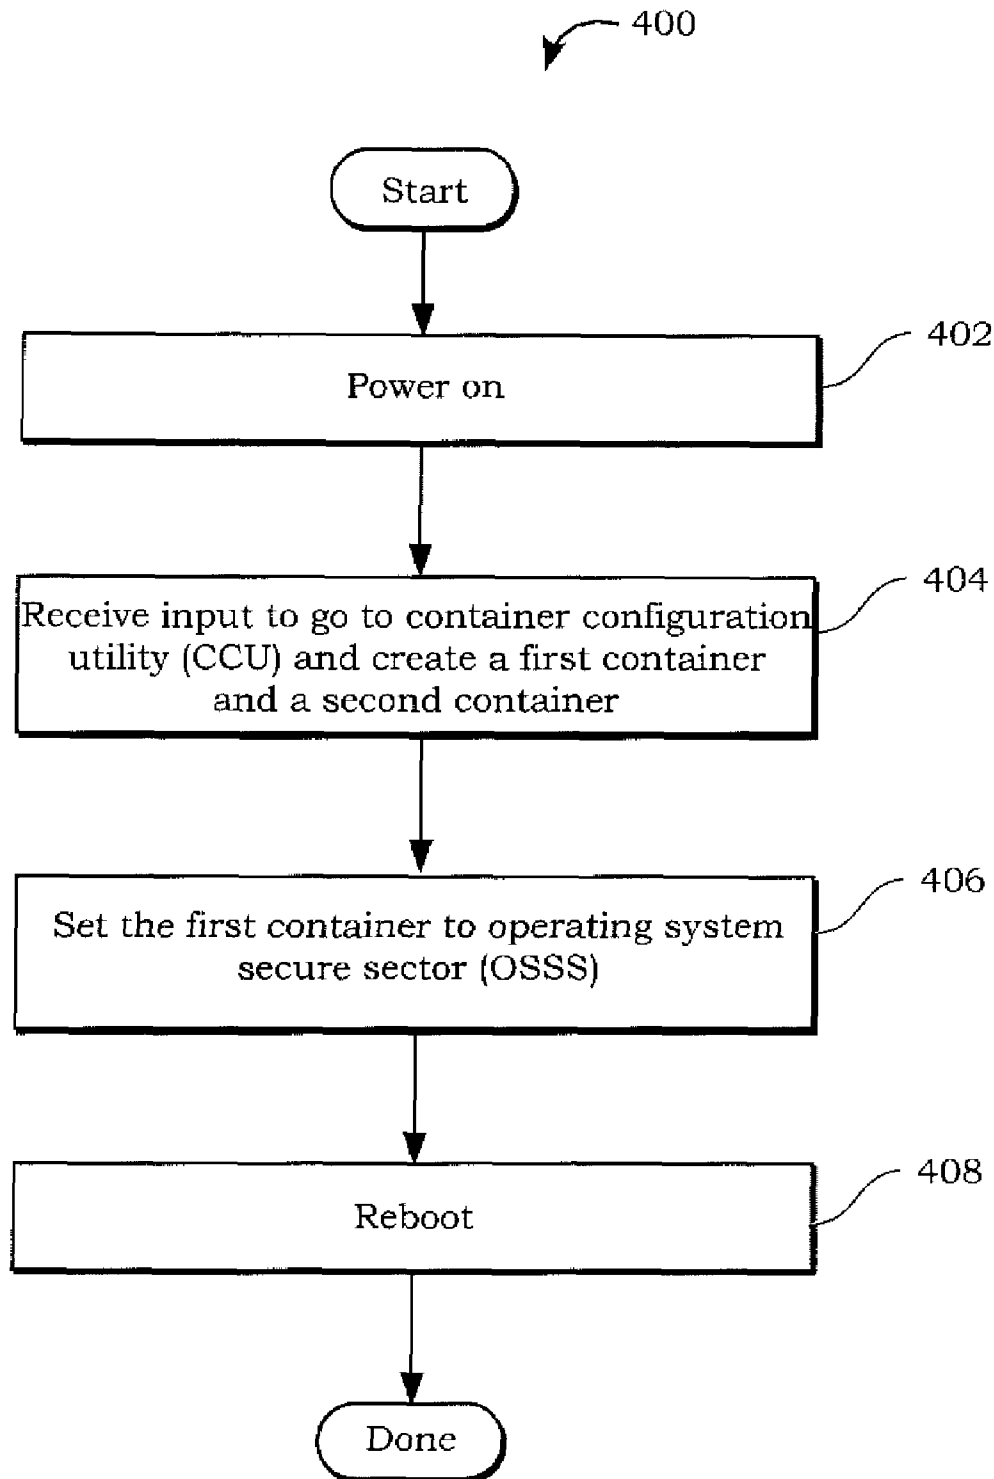 400
Start
402
Power on
404
Receive input to go to container configuration
utility (CCU) and create a first container
and a second container
406
Set the first container to operating system
secure sector (OSSS)
408
Reboot
Done